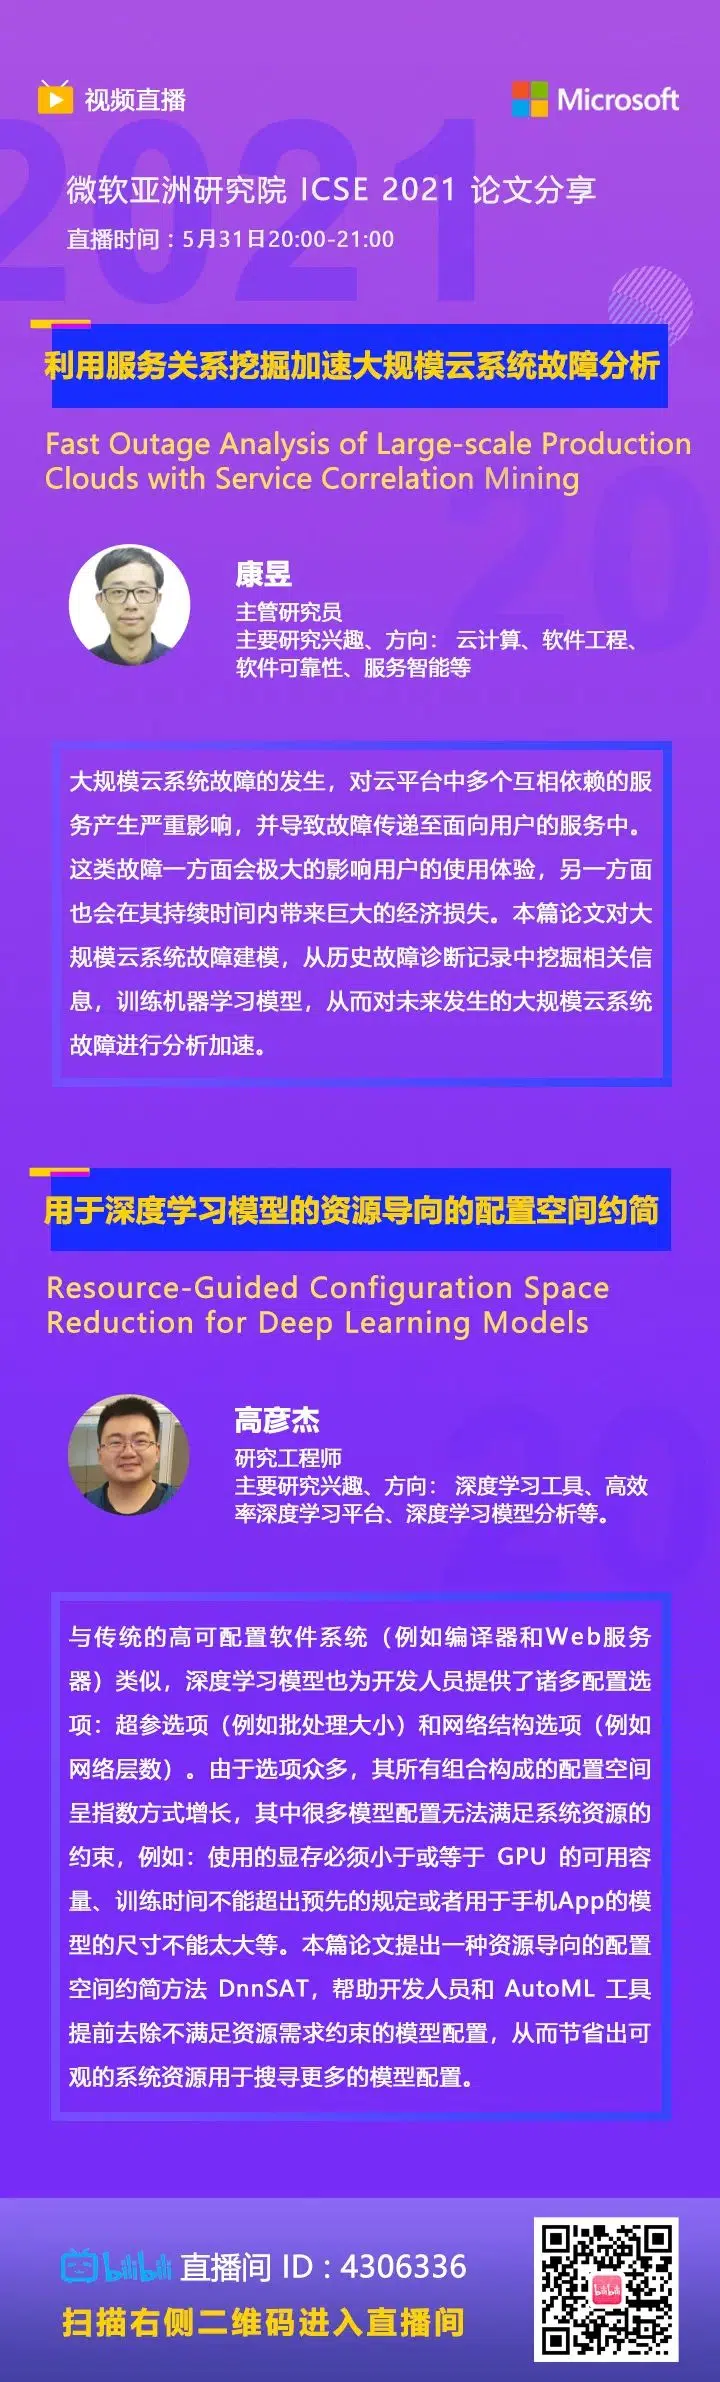 视频直播
Microsoft
2021
微软亚洲研究院 ICSE 2021 论文分享
直播时间：5月31日20:00-21:00
利用服务关系挖掘加速大规模云系统故障分析
Fast Outage Analysis of Large-scale Production
Clouds with Service Correlation Mining
20
康昱
主管研究员
主要研究兴趣、方向： 云计算、软件工程、
软件可靠性、服务智能等
20
大规模云系统故障的发生，对云平台中多个互相依赖的服
务产生严重影响，并导致故障传递至面向用户的服务中。
这类故障一方面会极大的影响用户的使用体验，另一方面
也会在其持续时间内带来巨大的经济损失。本篇论文对大
规模云系统故障建模，从历史故障诊断记录中挖掘相关信
息，训练机器学习模型，从而对未来发生的大规模云系统
故障进行分析加速。
用于深度学习模型的资源导向的配置空间约简
Resource-Guided Configuration Space
Reduction for Deep Learning Models
20
高彦杰
研究工程师
主要研究兴趣、方向： 深度学习工具、高效
率深度学习平台、深度学习模型分析等。
20
与传统的高可配置软件系统（例如编译器和Web服务
器）类似，深度学习模型也为开发人员提供了诸多配置选
项：超参选项（例如批处理大小）和网络结构选项（例如
网络层数）。由于选项众多，其所有组合构成的配置空间
呈指数方式增长，其中很多模型配置无法满足系统资源的
约束，例如：使用的显存必须小于或等于 GPU 的可用容
量、训练时间不能超出预先的规定或者用于手机App的模
型的尺寸不能太大等。本篇论文提出一种资源导向的配置
空间约简方法 DnnSAT，帮助开发人员和 AutoML 工具
提前去除不满足资源需求约束的模型配置，从而节省出可
观的系统资源用于搜寻更多的模型配置。
bilibili 直播间 ID : 4306336
扫描右侧二维码进入直播间
bilibili